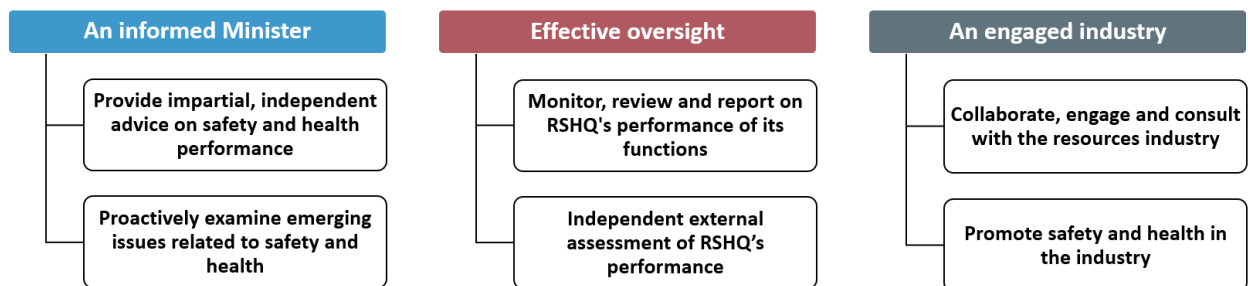 An informed Minister
Provide impartial, independent
advice on safety and health
performance
Proactively examine emerging
issues related to safety and
health
Effective oversight
Monitor, review and report on
RSHQ's performance of its
functions
Independent external
assessment of RSHQ’s
performance
An engaged industry
Collaborate, engage and consult
with the resources industry
Promote safety and health in
the industry